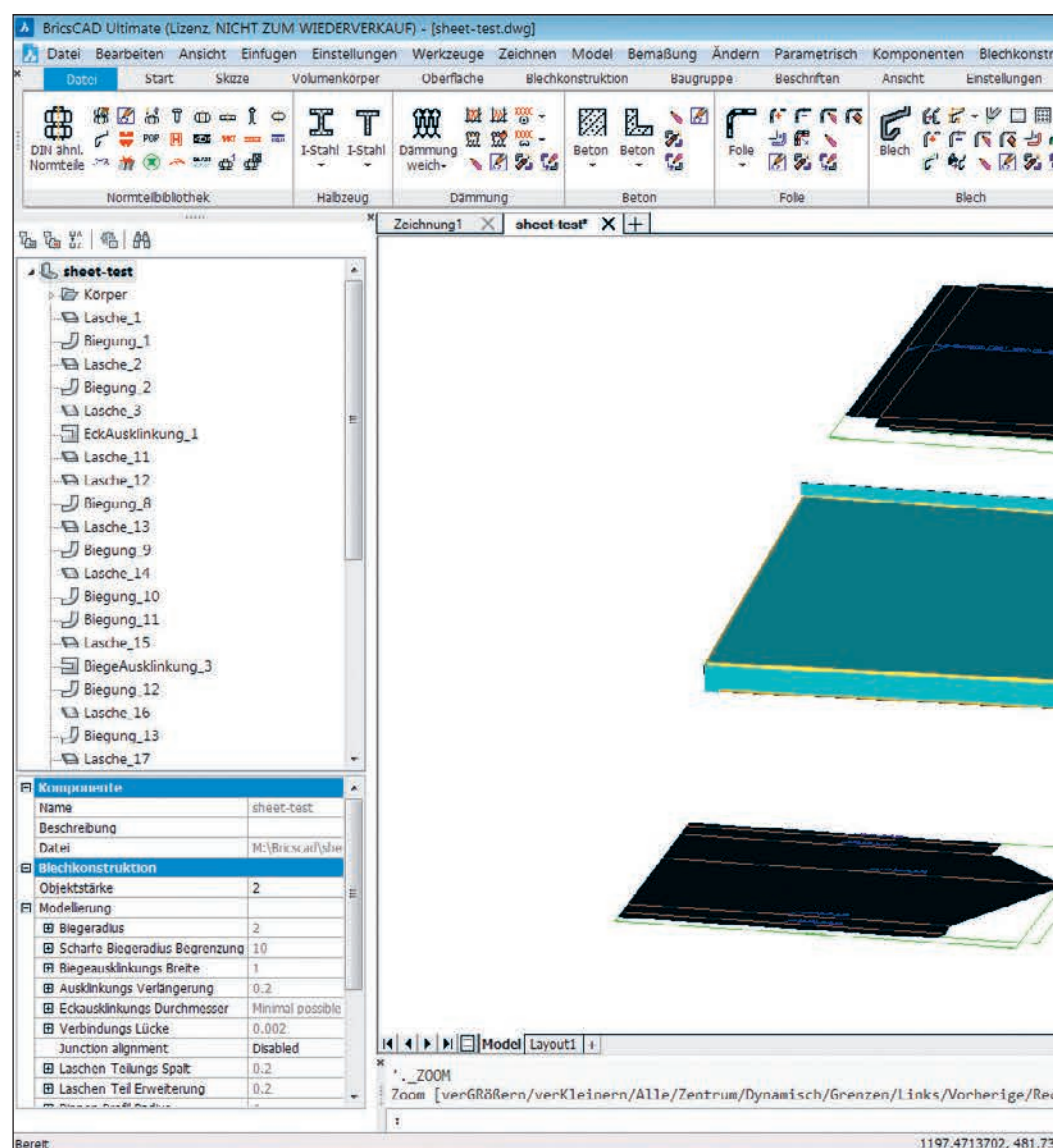 BricsCAD Ultimate (Lizenz, NICHT ZUM WIEDERVERKAUF) - [sheet-test.dwg]
Datei Bearbeiten Ansicht Einfugen Einstellungen Werkzeuge Zeichnen Model Bemaßung Ändern Parametrisch Komponenten Blechkonstr
Datei Start Skizze Volumenkörper Oberfläche Blechkonstruktion Baugruppe Beschriften Ansicht Einstellungen
POP
DIN ähnl. Normteile
I-Stahl I-Stahl
Dämmung weich
Beton Beton
Folie
Blech
Normteilbibliothek Halbzeug Dämmung Beton Folie Blech
Zeichnung1 sheet-test*
sheet-test
Körper
Lasche_1
Biegung_1
Lasche_2
Biegung_2
Lasche_3
EckAusklinkung_1
Lasche_11
Lasche_12
Biegung_8
Lasche_13
Biegung_9
Lasche_14
Biegung_10
Biegung_11
Lasche_15
BiegeAusklinkung_3
Biegung_12
Lasche_16
Biegung_13
Lasche_17
Komponente
Name sheet-test
Beschreibung
Datei M:\Bricscad\she
Blechkonstruktion
Objektstärke 2
Modellierung
Biegeradius 2
Scharfe Biegeradius Begrenzung 10
Biegeausklinkungs Breite 1
Ausklinkungs Verlängerung 0.2
Eckausklinkungs Durchmesser Minimal possible
Verbindungs Lücke 0.002
Junction alignment Disabled
Laschen Teilungs Spalt 0.2
Laschen Teil Erweiterung 0.2
Model Layout1 +
'._ZOOM
Zoom [verGRößern/verKleinern/Alle/Zentrum/Dynamisch/Grenzen/Links/Vorherige/Rec
:
Bereit 1197.4713702, 481.73